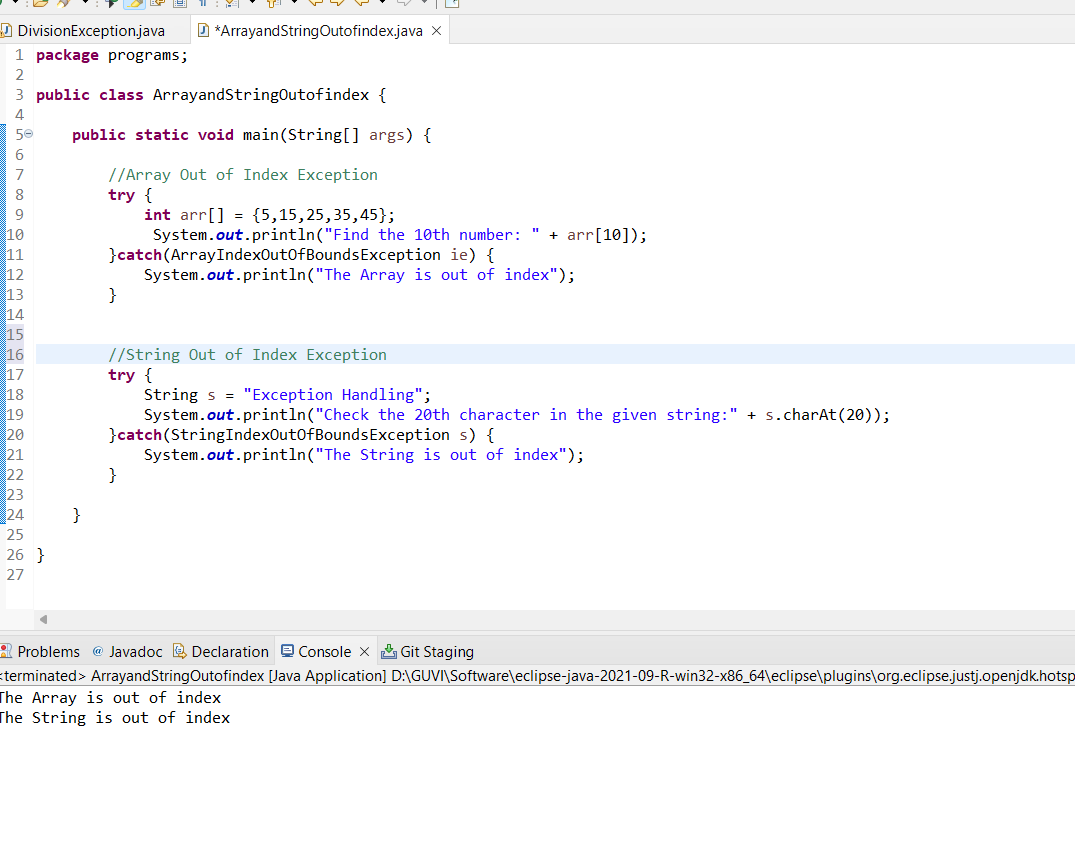 DivisionException.java
*ArrayandStringOutofindex.java
1 package programs;
2
3 public class ArrayandStringOutofindex {
4
5 public static void main(String[] args) {
6
7 //Array Out of Index Exception
8 try {
9 int arr[] = {5,15,25,35,45};
10 System.out.println("Find the 10th number: " + arr[10]);
11 }catch(ArrayIndexOutOfBoundsException ie) {
12 System.out.println("The Array is out of index");
13 }
14
15
16 //String Out of Index Exception
17 try {
18 String s = "Exception Handling";
19 System.out.println("Check the 20th character in the given string:" + s.charAt(20));
20 }catch(StringIndexOutOfBoundsException s) {
21 System.out.println("The String is out of index");
22 }
23
24 }
25
26 }
27
Problems @ Javadoc Declaration Console Git Staging
<terminated> ArrayandStringOutofindex [Java Application] D:\GUVI\Software\eclipse-java-2021-09-R-win32-x86_64\eclipse\plugins\org.eclipse.justj.openjdk.hotsp
The Array is out of index
The String is out of index